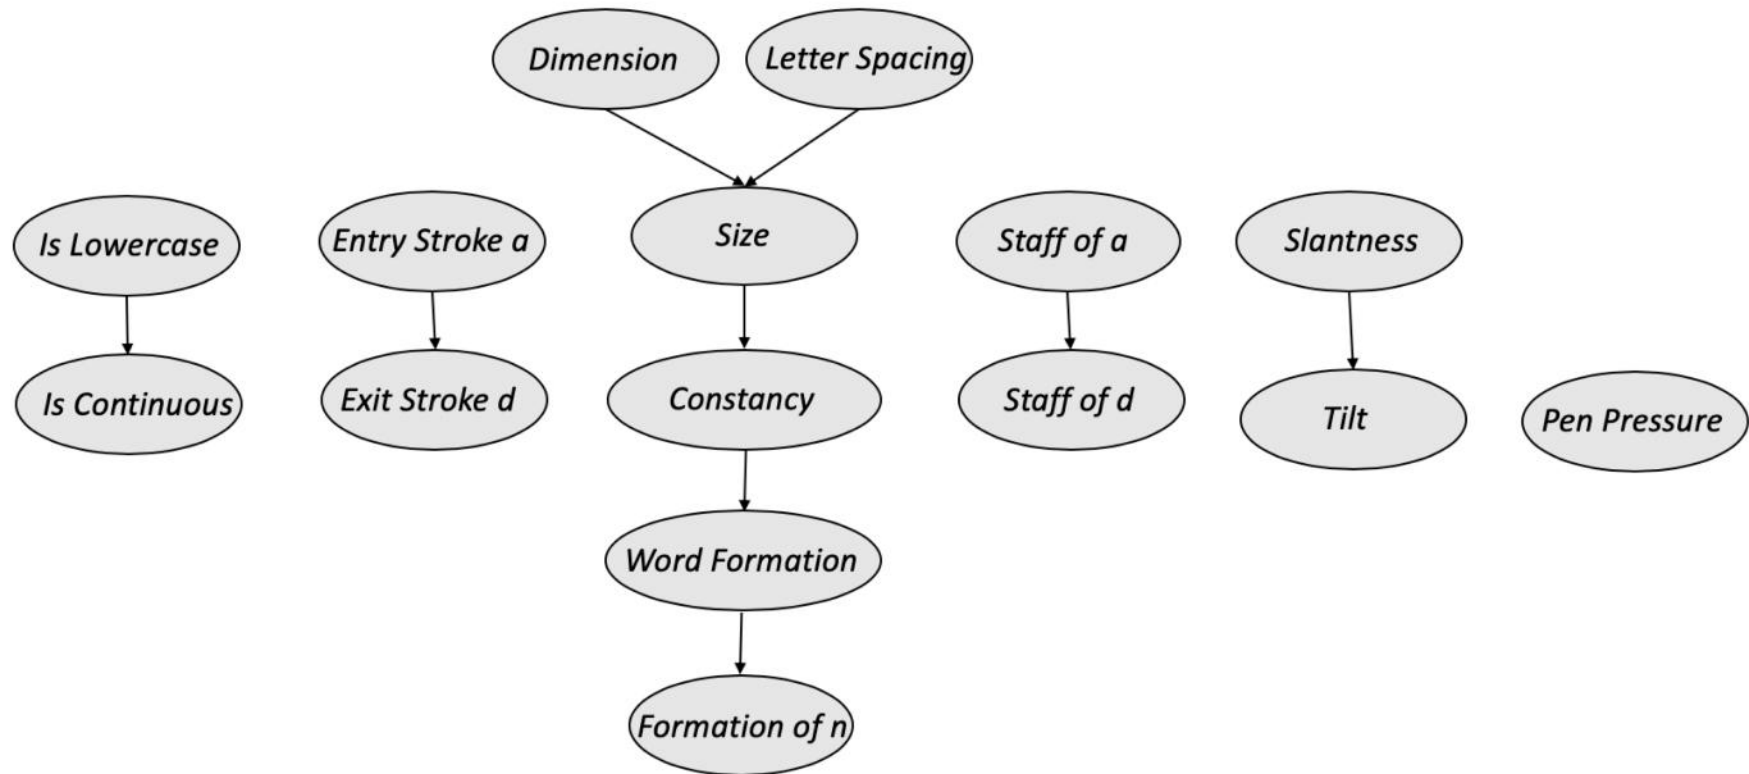 Dimension
Letter Spacing
Is Lowercase
Entry Stroke a
Size
Staff of a
Slantness
Is Continuous
Exit Stroke d
Constancy
Staff of d
Tilt
Pen Pressure
Word Formation
Formation of n